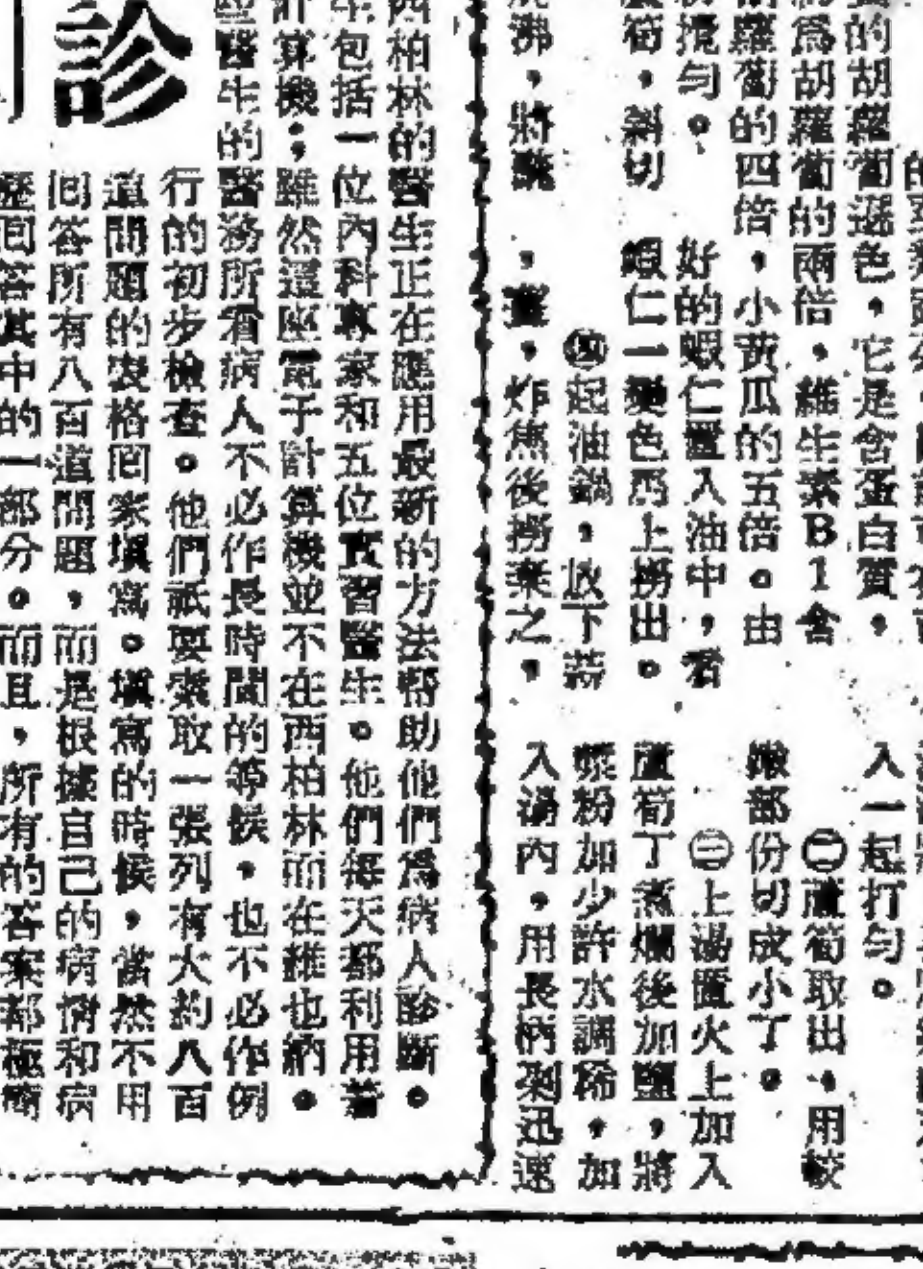 的胡蘿蔔遜色,它是含蛋白質,
為胡蘿蔔的兩倍,維生素B1含
蘿蔔的四倍,小黃瓜的五倍。由
攪勻。
好的蝦仁置入油中,看
筍,斜切
蝦仁一變色馬上撈出。
㈣起油鍋,放下蒜
沸,將
,薑,炸焦後撈棄之,
入一起打勻。
㈡蘆筍取出,用較
嫩部份切成小丁。
㈢上湯置火上加入
蘆筍丁煮爛後加鹽,將
漿粉加少許水調稀,加
入湯內,用長柄剁迅速
診
西柏林的醫生正在應用最新的方法幫助他們為病人診斷。
生包括一位內科專家和五位實習醫生。他們每天都利用著
計算機;雖然這座電子計算機並不在西柏林而在維也納。
些醫生的醫務所看病人不必作長時間的等候,也不必作例
行的初步檢查。他們祇要索取一張列有大約八百
道問題的表格回家填寫。填寫的時候,當然不用
回答所有八百道問題,而是根據自己的病情和病
歷回答其中的一部分。而且,所有的答案都極簡